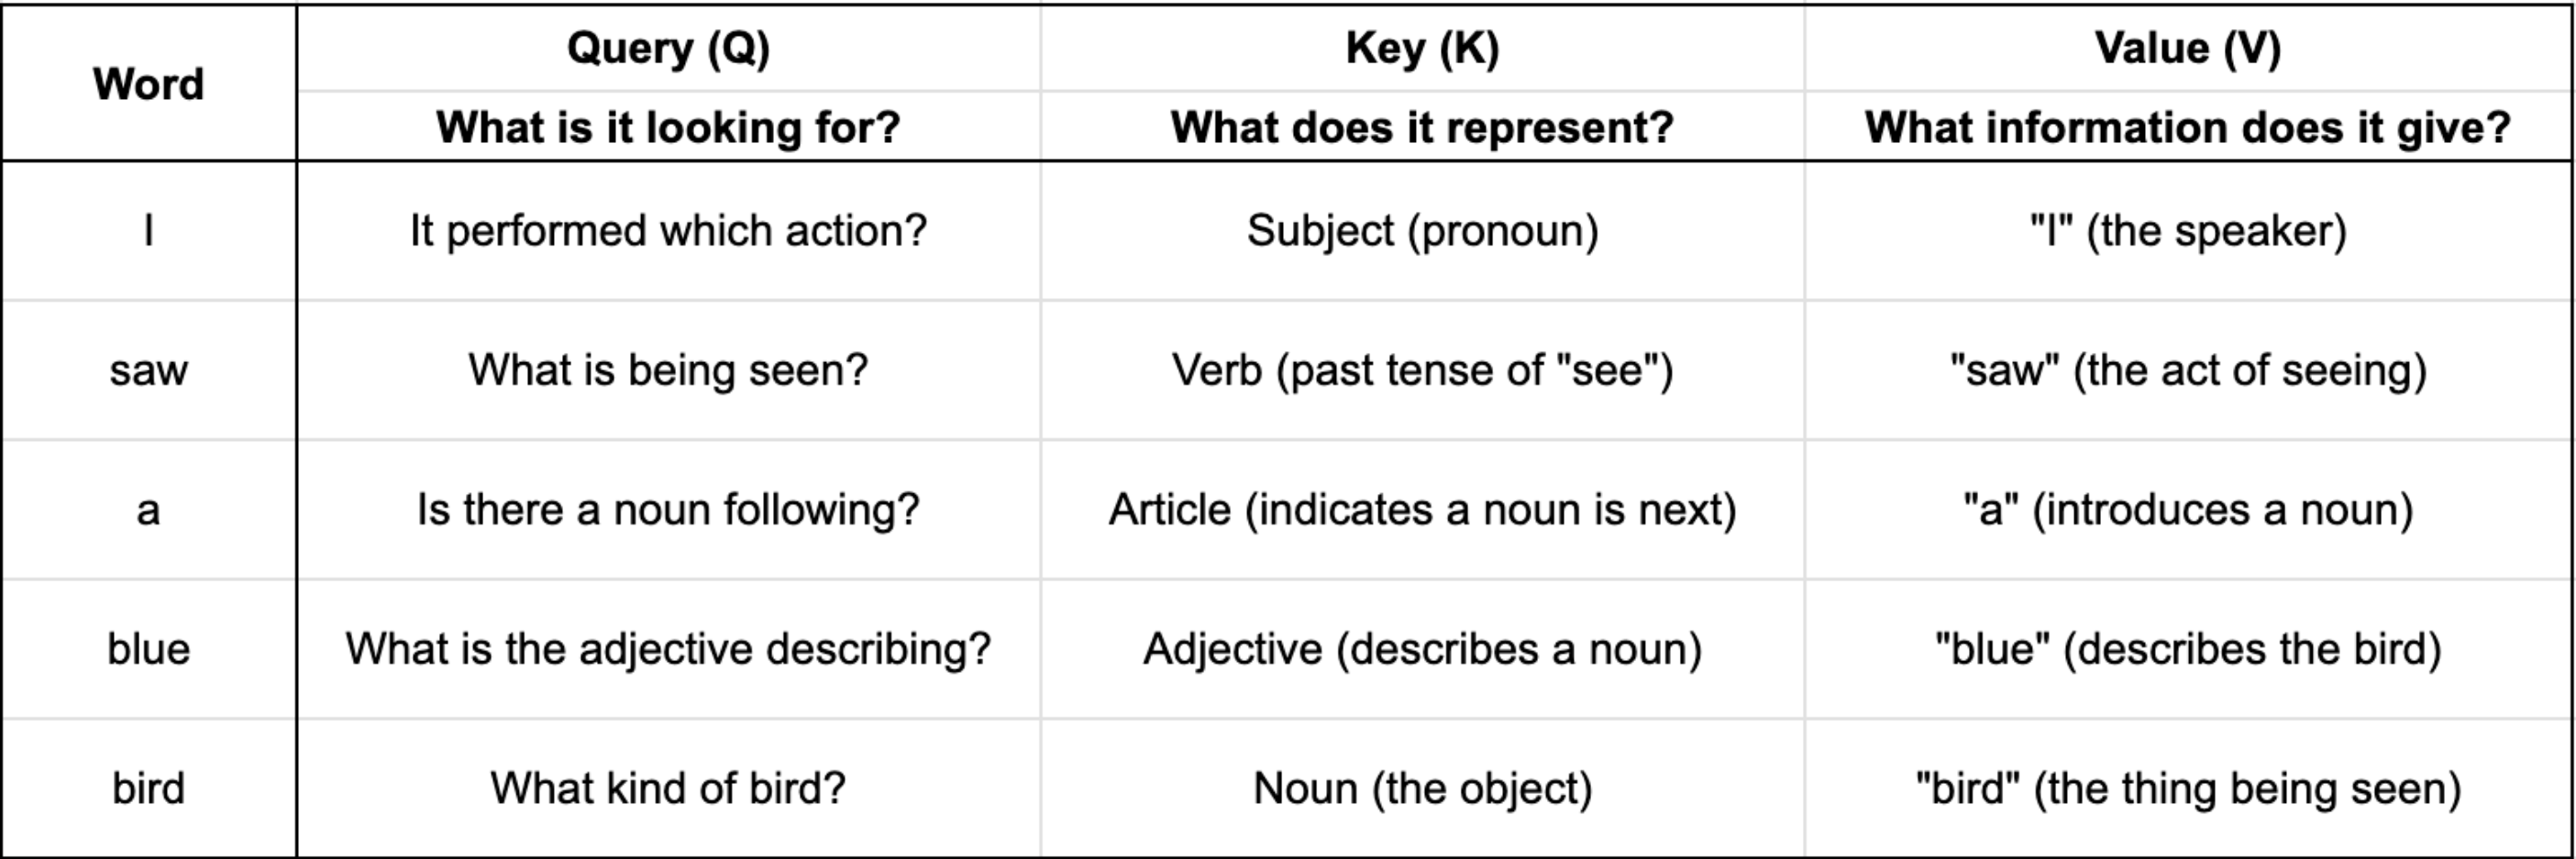 Word Query (Q) Key (K) Value (V)
What is it looking for? What does it represent? What information does it give?
I It performed which action? Subject (pronoun) "I" (the speaker)
saw What is being seen? Verb (past tense of "see") "saw" (the act of seeing)
a Is there a noun following? Article (indicates a noun is next) "a" (introduces a noun)
blue What is the adjective describing? Adjective (describes a noun) "blue" (describes the bird)
bird What kind of bird? Noun (the object) "bird" (the thing being seen)